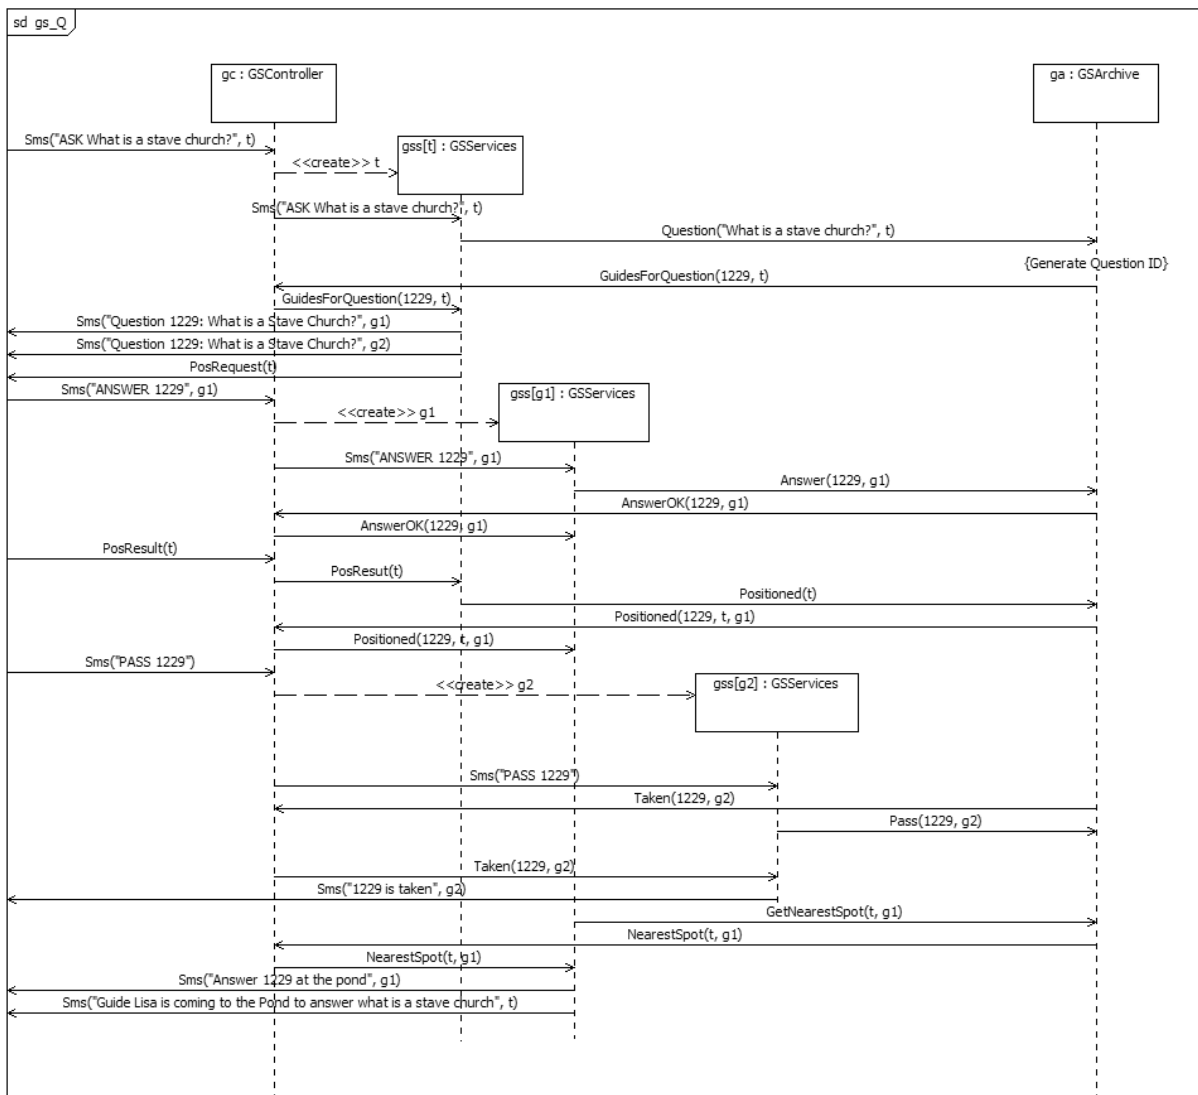 sd gs_Q
gc : GSController
ga : GSArchive
Sms("ASK What is a stave church?", t)
gss[t] : GSServices
<<create>> t
Sms("ASK What is a stave church?, t)
Question("What is a stave church?", t)
{Generate Question ID}
GuidesForQuestion(1229, t)
GuidesForQuestion(1229, t)
Sms("Question 1229: What is a Stave Church?", g1)
Sms("Question 1229: What is a Stave Church?", g2)
PosRequest(t)
Sms("ANSWER 1229", g1)
gss[g1] : GSServices
<<create>> g1
Sms("ANSWER 1229", g1)
Answer(1229, g1)
AnswerOK(1229, g1)
AnswerOK(1229, g1)
PosResult(t)
PosResut(t)
Positioned(t)
Positioned(1229, t, g1)
Positioned(1229, t, g1)
Sms("PASS 1229")
gss[g2] : GSServices
<<create>> g2
Sms("PASS 1229")
Taken(1229, g2)
Pass(1229, g2)
Taken(1229, g2)
Sms("1229 is taken", g2)
GetNearestSpot(t, g1)
NearestSpot(t, g1)
NearestSpot(t, g1)
Sms("Answer 1229 at the pond", g1)
Sms("Guide Lisa is coming to the Pond to answer what is a stave church", t)